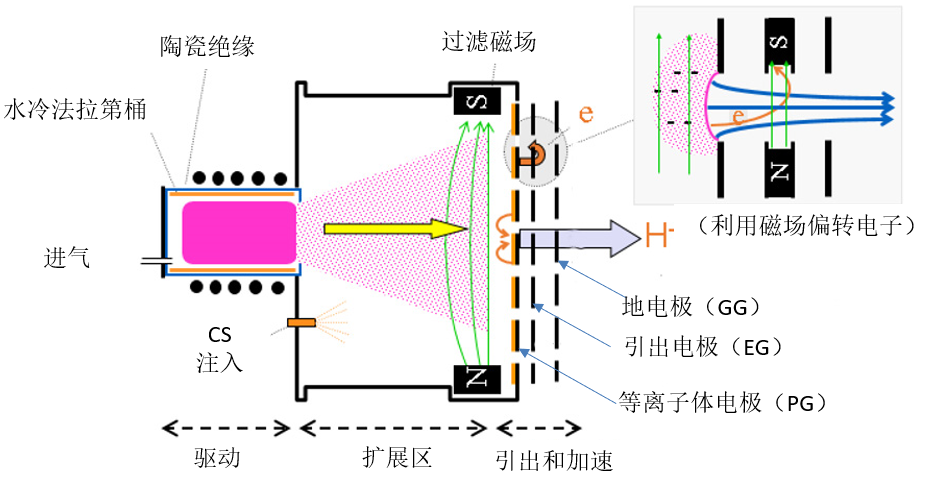 陶瓷绝缘
过滤磁场
水冷法拉第桶
S
e
S
e
N
进气
H-
（利用磁场偏转电子）
地电极（GG）
CS
注入
引出电极（EG）
N
等离子体电极（PG）
驱动
扩展区
引出和加速